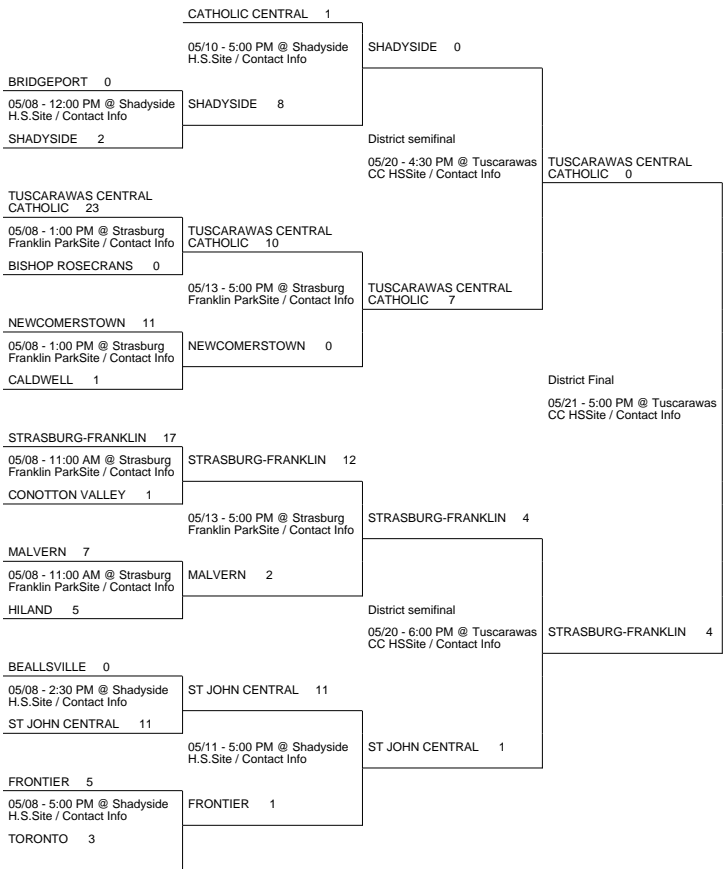 CATHOLIC CENTRAL 1
05/10 - 5:00 PM @ Shadyside
H.S.Site / Contact Info
SHADYSIDE 0
BRIDGEPORT 0
05/08 - 12:00 PM @ Shadyside
H.S.Site / Contact Info
SHADYSIDE 8
SHADYSIDE 2
District semifinal
05/20 - 4:30 PM @ Tuscarawas
CC HSSite / Contact Info
TUSCARAWAS CENTRAL
CATHOLIC 0
TUSCARAWAS CENTRAL
CATHOLIC 23
05/08 - 1:00 PM @ Strasburg
Franklin ParkSite / Contact Info
TUSCARAWAS CENTRAL
CATHOLIC 10
BISHOP ROSECRANS 0
05/13 - 5:00 PM @ Strasburg
Franklin ParkSite / Contact Info
TUSCARAWAS CENTRAL
CATHOLIC 7
NEWCOMERSTOWN 11
05/08 - 1:00 PM @ Strasburg
Franklin ParkSite / Contact Info
NEWCOMERSTOWN 0
CALDWELL 1
District Final
05/21 - 5:00 PM @ Tuscarawas
CC HSSite / Contact Info
STRASBURG-FRANKLIN 17
05/08 - 11:00 AM @ Strasburg
Franklin ParkSite / Contact Info
STRASBURG-FRANKLIN 12
CONOTTON VALLEY 1
05/13 - 5:00 PM @ Strasburg
Franklin ParkSite / Contact Info
STRASBURG-FRANKLIN 4
MALVERN 7
05/08 - 11:00 AM @ Strasburg
Franklin ParkSite / Contact Info
MALVERN 2
HILAND 5
District semifinal
05/20 - 6:00 PM @ Tuscarawas
CC HSSite / Contact Info
STRASBURG-FRANKLIN 4
BEALLSVILLE 0
05/08 - 2:30 PM @ Shadyside
H.S.Site / Contact Info
ST JOHN CENTRAL 11
ST JOHN CENTRAL 11
05/11 - 5:00 PM @ Shadyside
H.S.Site / Contact Info
ST JOHN CENTRAL 1
FRONTIER 5
05/08 - 5:00 PM @ Shadyside
H.S.Site / Contact Info
FRONTIER 1
TORONTO 3